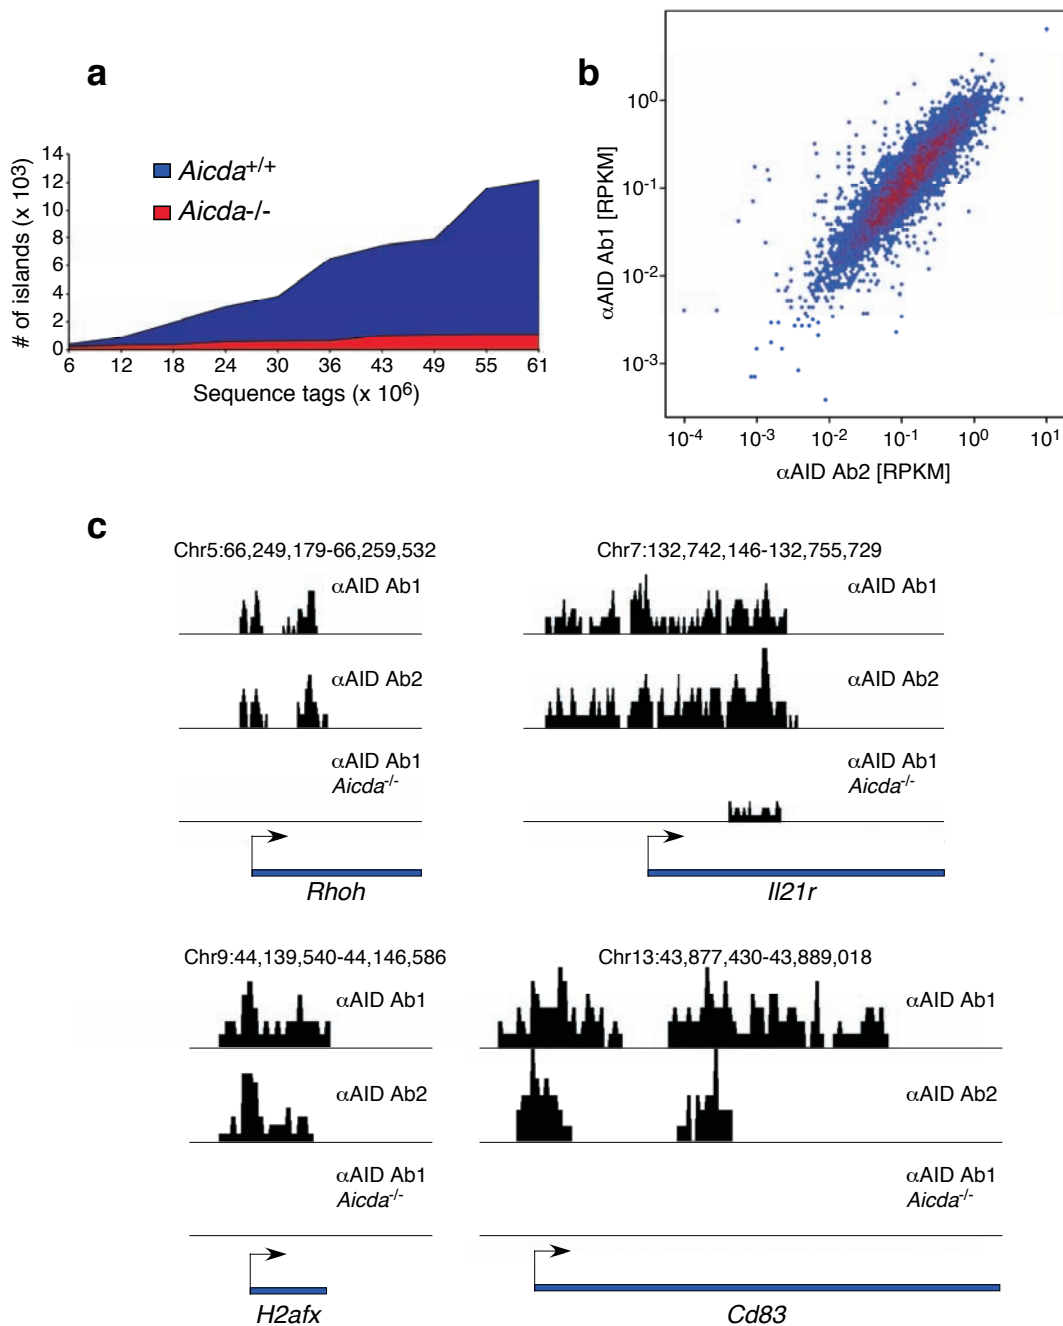 a
14
12
10
8
6
4
2
0
# of islands (x 103)
Aicda+/+
Aicda-/-
6 12 18 24 30 36 43 49 55 61
Sequence tags (x 10⁶)
b
10⁰
10⁻¹
10⁻²
10⁻³
αAID Ab1 [RPKM]
10⁻⁴ 10⁻³ 10⁻² 10⁻¹ 10⁰ 10¹
αAID Ab2 [RPKM]
c
Chr5:66,249,179-66,259,532
αAID Ab1
αAID Ab2
αAID Ab1
Aicda-/-
Rhoh
Chr7:132,742,146-132,755,729
αAID Ab1
αAID Ab2
αAID Ab1
Aicda-/-
Il21r
Chr9:44,139,540-44,146,586
αAID Ab1
αAID Ab2
αAID Ab1
Aicda-/-
H2afx
Chr13:43,877,430-43,889,018
αAID Ab1
αAID Ab2
αAID Ab1
Aicda-/-
Cd83